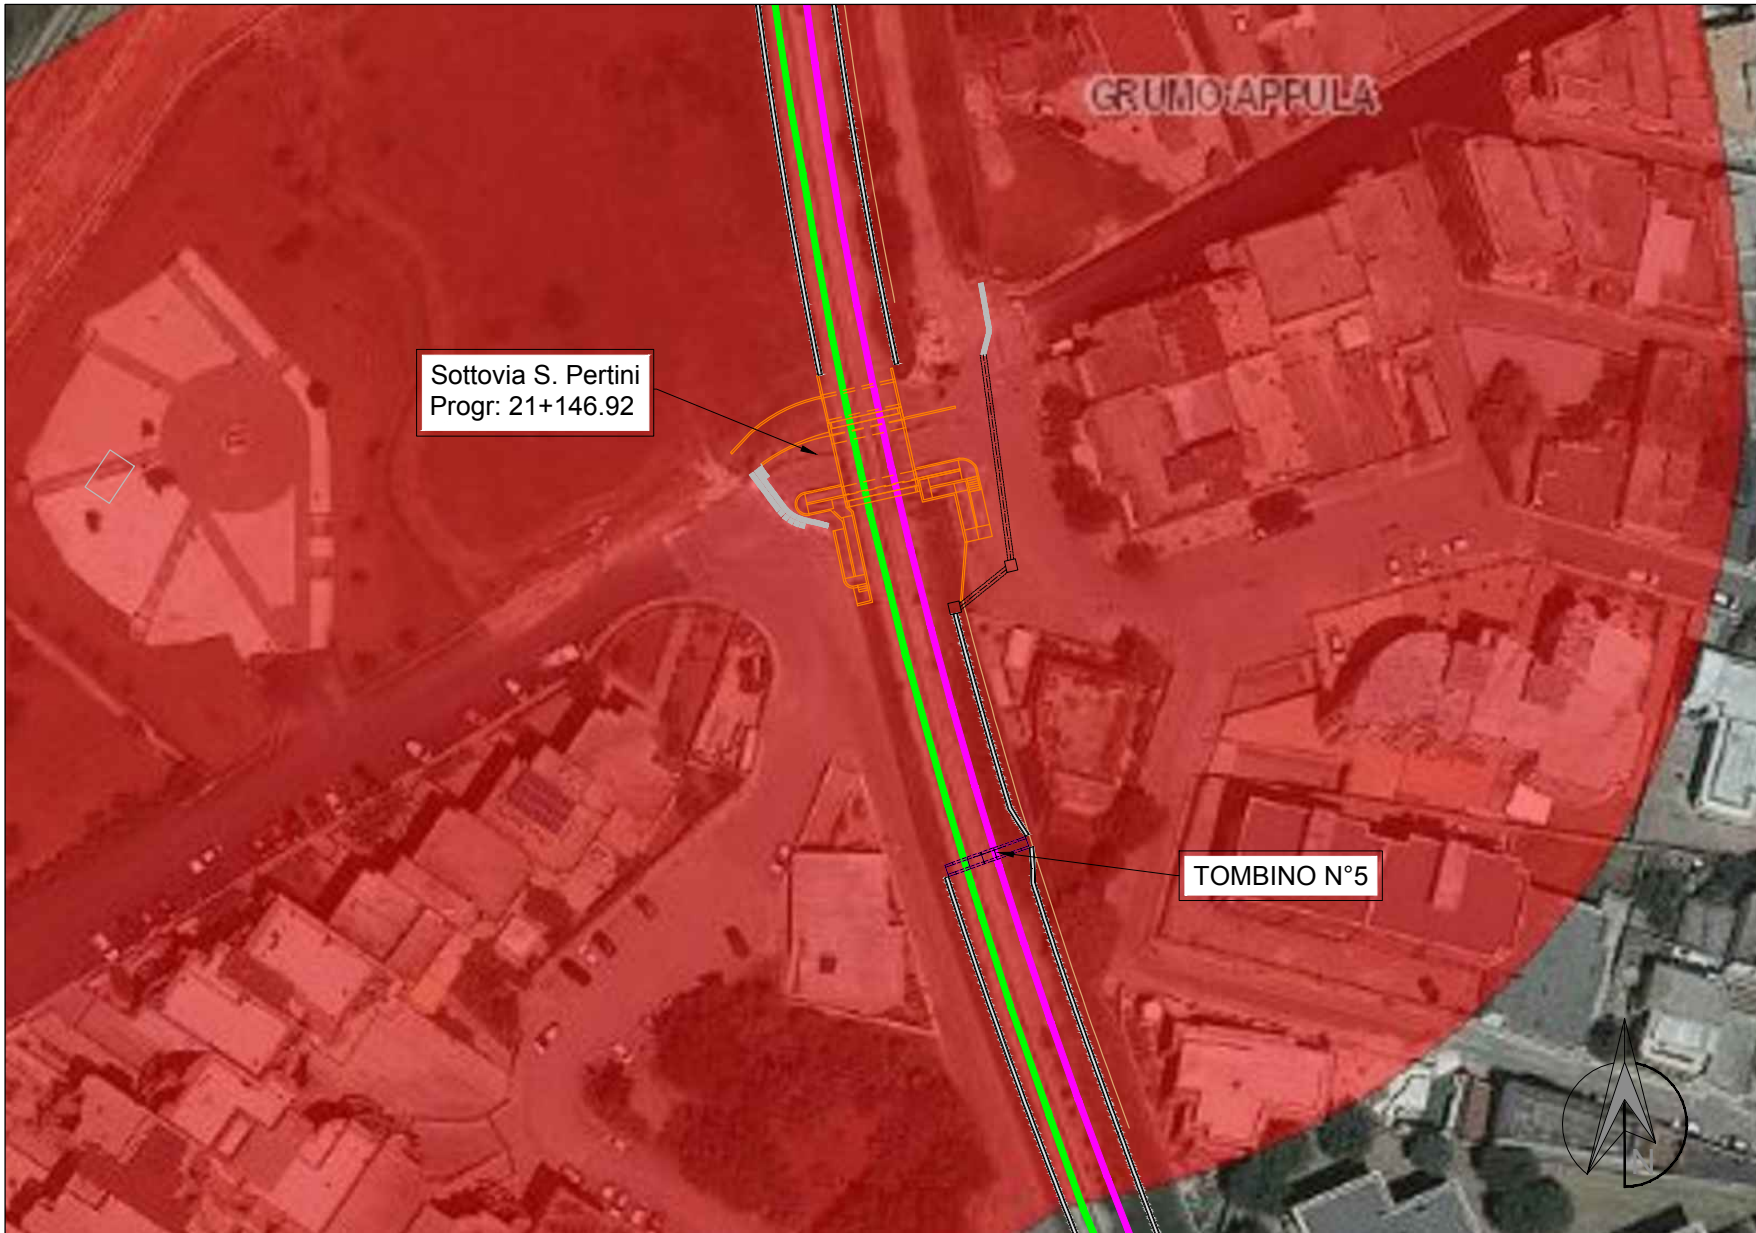 GRUMO APPULA
Sottovia S. Pertini
Progr: 21+146.92
TOMBINO N°5
N